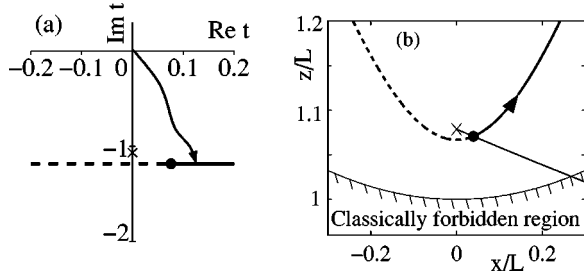 (a)
Im t
Re t
−0.2 −0.1 0 0.1 0.2
−1
−2
(b)
z/L
1.2
1.1
1
Classically forbidden region
−0.2 0 0.2
x/L